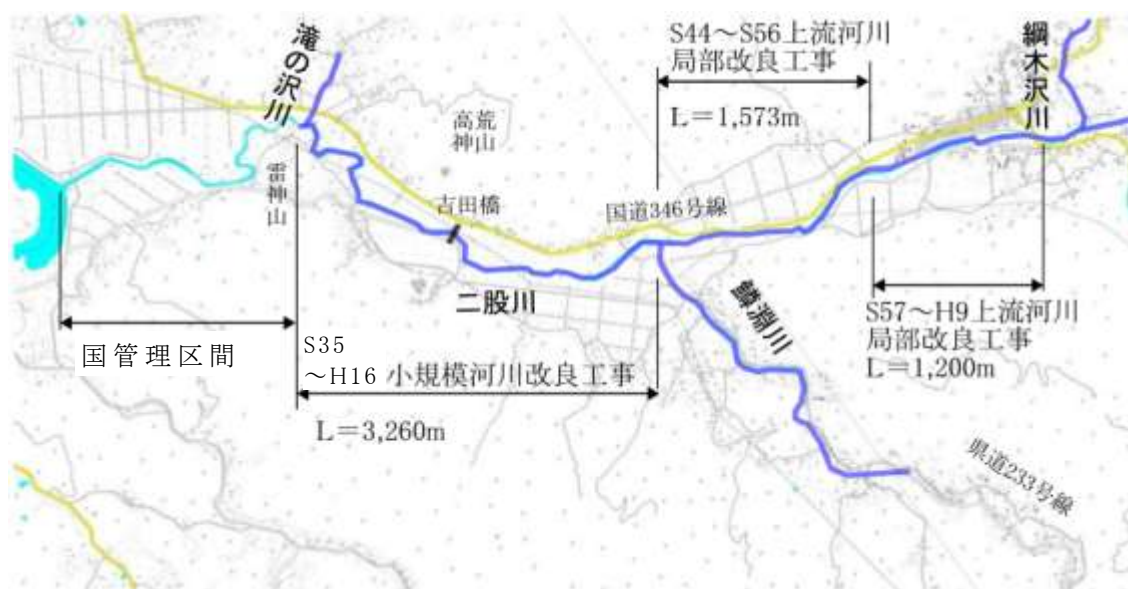 滝の沢川
S44～S56上流河川
局部改良工事
L＝1,573m
綱木沢川
高荒
神山
雷神山
古田橋
国道346号線
二股川
鱒淵川
国管理区間
S35
～H16 小規模河川改良工事
L＝3,260m
S57～H9上流河川
局部改良工事
L＝1,200m
県道233号線